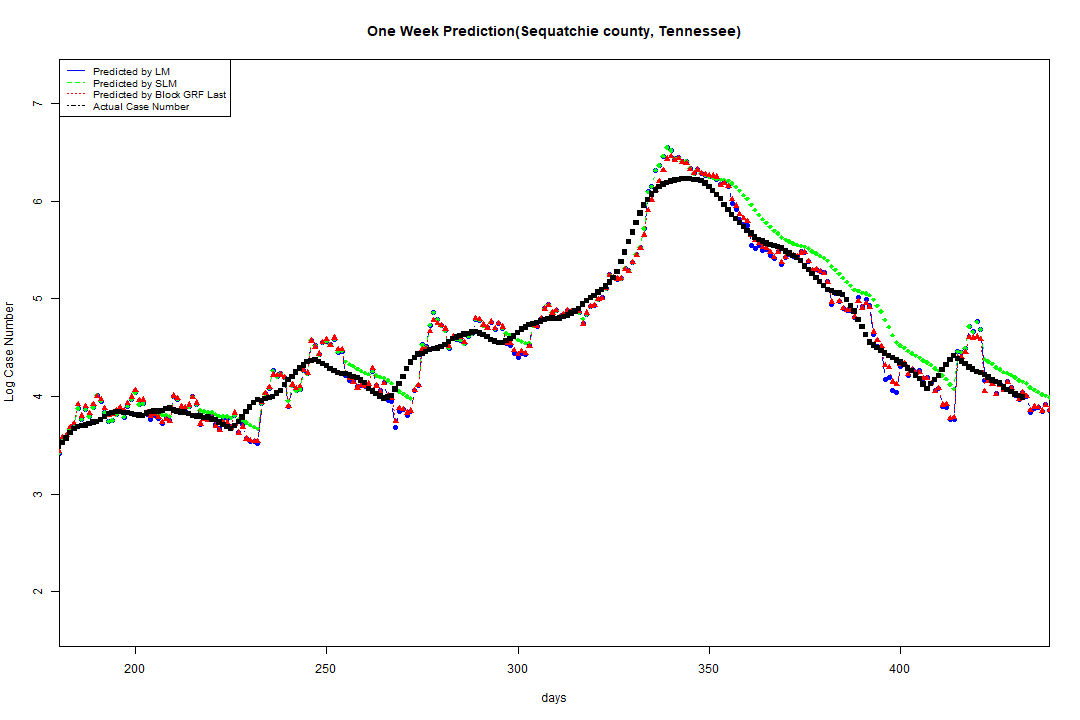 One Week Prediction(Sequatchie county, Tennessee)
Predicted by LM
Predicted by SLM
Predicted by Block GRF Last
Actual Case Number
Log Case Number
7
6
5
4
3
2
200 250 300 350 400
days